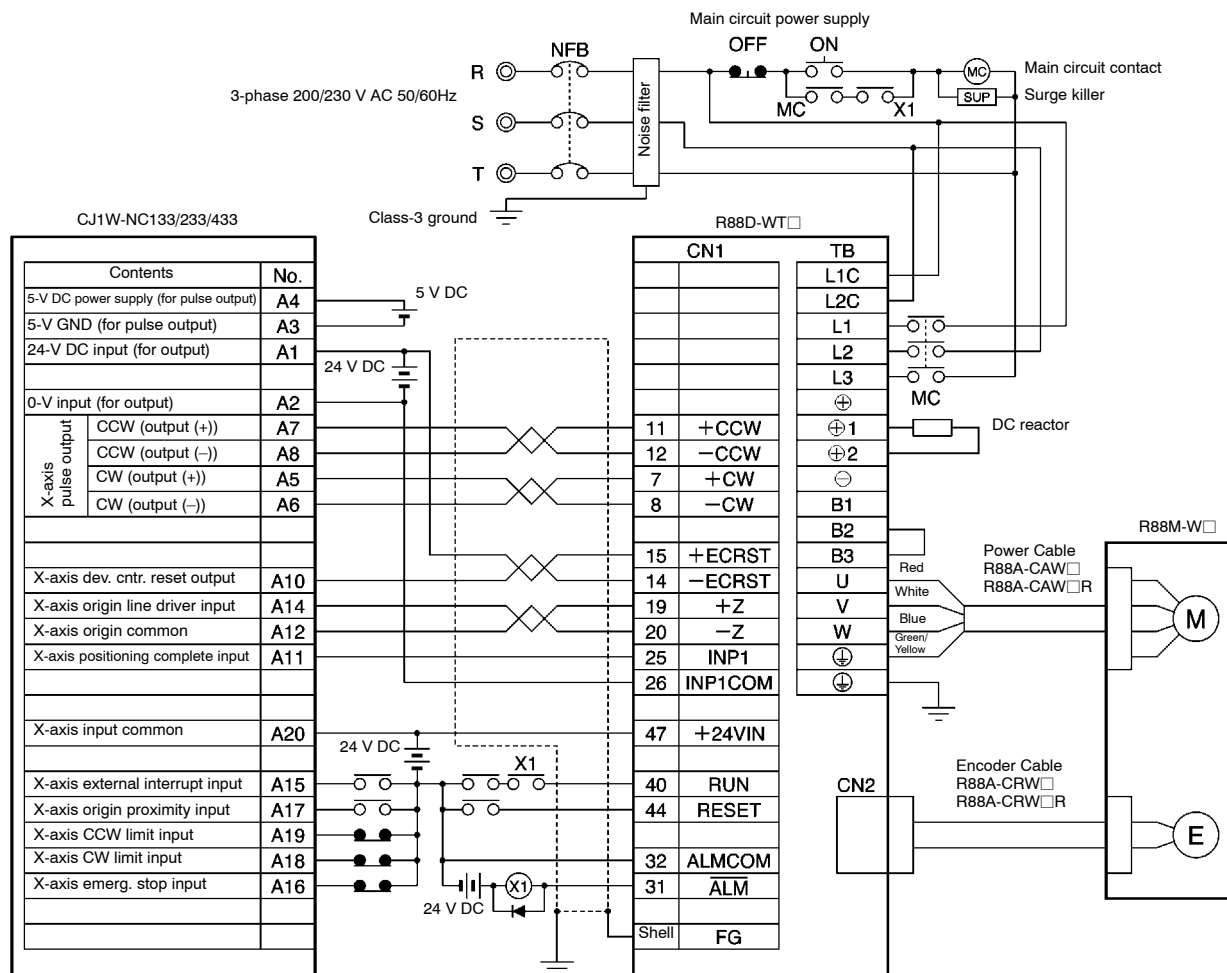 Main circuit power supply
OFF ON
NFB
R
MC
Main circuit contact
3-phase 200/230 V AC 50/60Hz
SUP
Surge killer
MC X1
S
Noise filter
T
Class-3 ground
CJ1W-NC133/233/433
R88D-WT□
Contents No.
5-V DC power supply (for pulse output) A4
5 V DC
5-V GND (for pulse output) A3
24-V DC input (for output) A1
24 V DC
0-V input (for output) A2
X-axis pulse output
CCW (output (+)) A7
CCW (output (–)) A8
CW (output (+)) A5
CW (output (–)) A6
X-axis dev. cntr. reset output A10
X-axis origin line driver input A14
X-axis origin common A12
X-axis positioning complete input A11
X-axis input common A20
24 V DC
X-axis external interrupt input A15
X-axis origin proximity input A17
X-axis CCW limit input A19
X-axis CW limit input A18
X-axis emerg. stop input A16
X1
X1
24 V DC
CN1
11 +CCW
12 −CCW
7 +CW
8 −CW
15 +ECRST
14 −ECRST
19 +Z
20 −Z
25 INP1
26 INP1COM
47 +24VIN
40 RUN
44 RESET
32 ALMCOM
31 ALM
Shell FG
TB
L1C
L2C
L1
L2
L3
MC
⊕
⊕1
⊕2
DC reactor
⊖
B1
B2
B3
U
V
W
Red
White
Blue
Green/
Yellow
Power Cable
R88A-CAW□
R88A-CAW□R
R88M-W□
M
CN2
Encoder Cable
R88A-CRW□
R88A-CRW□R
E